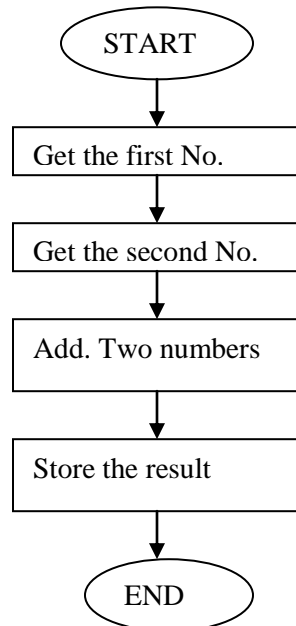 START
Get the first No.
Get the second No.
Add. Two numbers
Store the result
END